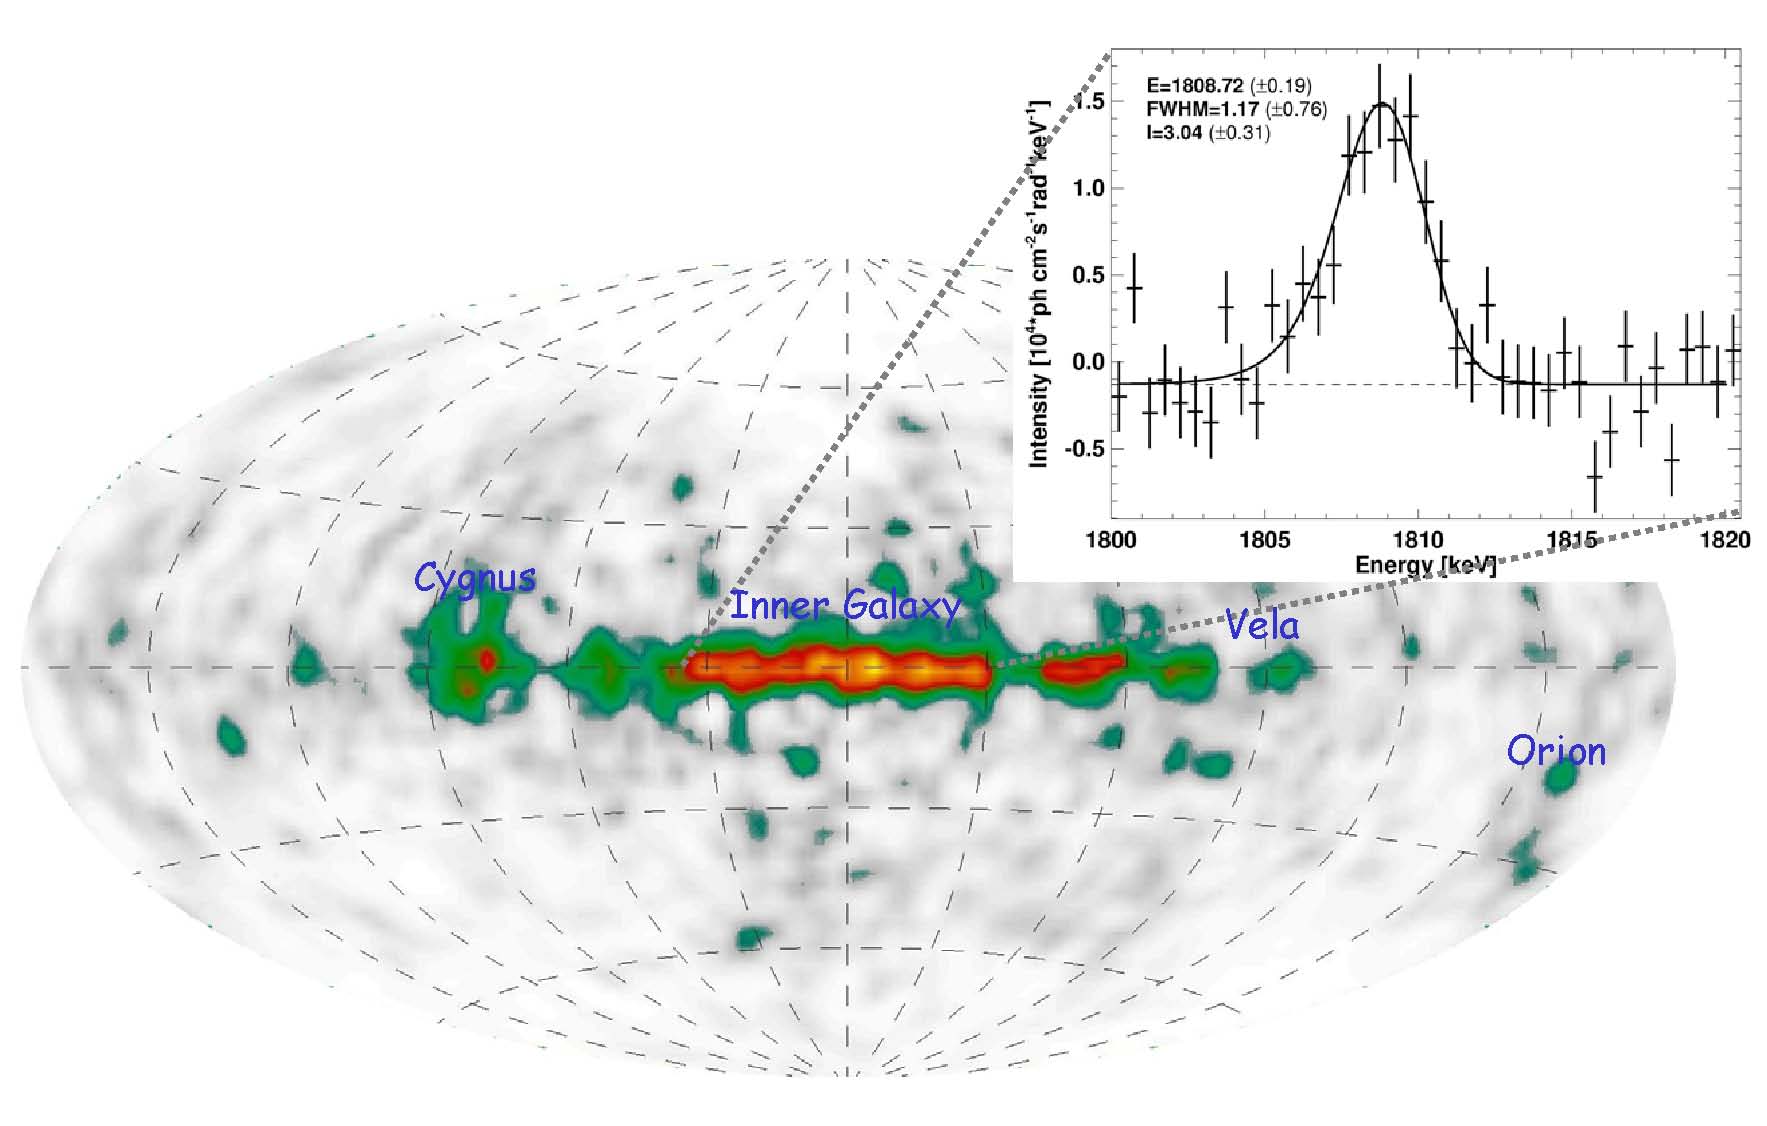 E=1808.72 (±0.19)
FWHM=1.17 (±0.76)
I=3.04 (±0.31)
1.5
1.0
0.5
0.0
-0.5
Intensity [10⁴*ph cm⁻²s⁻¹rad⁻¹keV⁻¹]
1800 1805 1810 1815 1820
Energy [keV]
Cygnus
Inner Galaxy
Vela
Orion